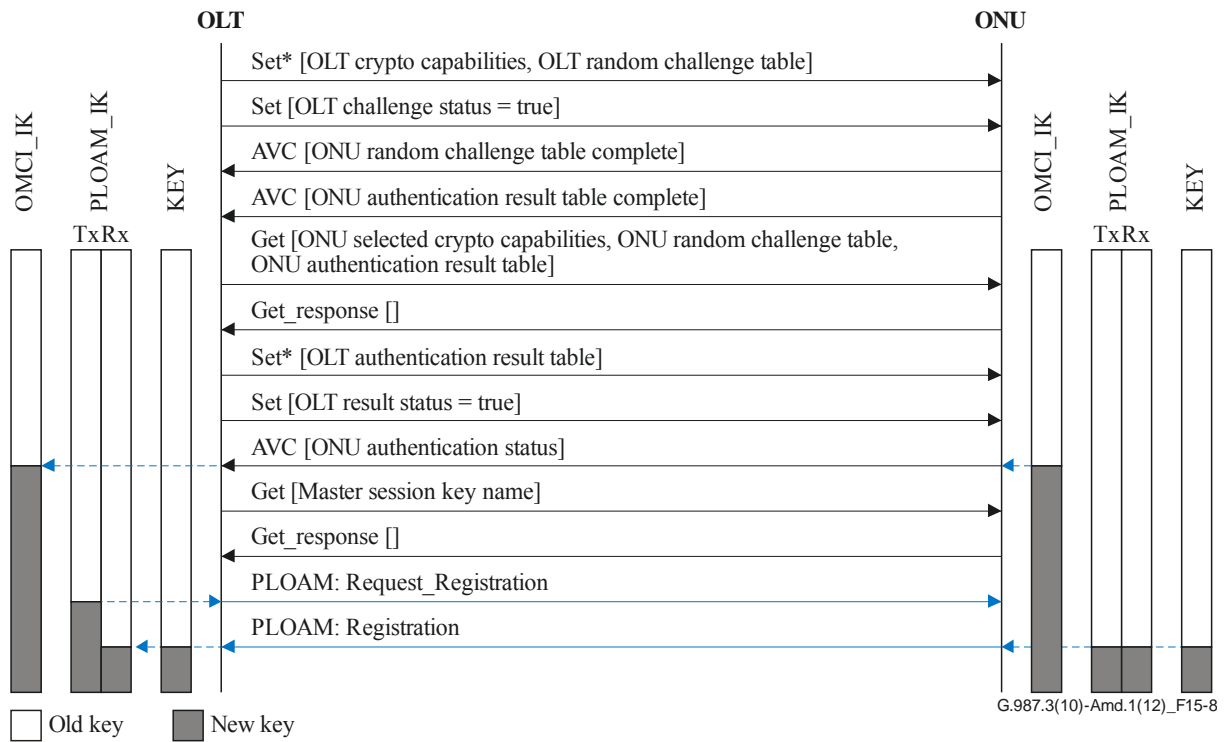 OLT
ONU
Set* [OLT crypto capabilities, OLT random challenge table]
Set [OLT challenge status = true]
AVC [ONU random challenge table complete]
AVC [ONU authentication result table complete]
Get [ONU selected crypto capabilities, ONU random challenge table,
ONU authentication result table]
Get_response []
Set* [OLT authentication result table]
Set [OLT result status = true]
AVC [ONU authentication status]
Get [Master session key name]
Get_response []
PLOAM: Request_Registration
PLOAM: Registration
OMCI_IK
PLOAM_IK
KEY
Tx Rx
OMCI_IK
PLOAM_IK
KEY
Tx Rx
G.987.3(10)-Amd.1(12)_F15-8
Old key
New key